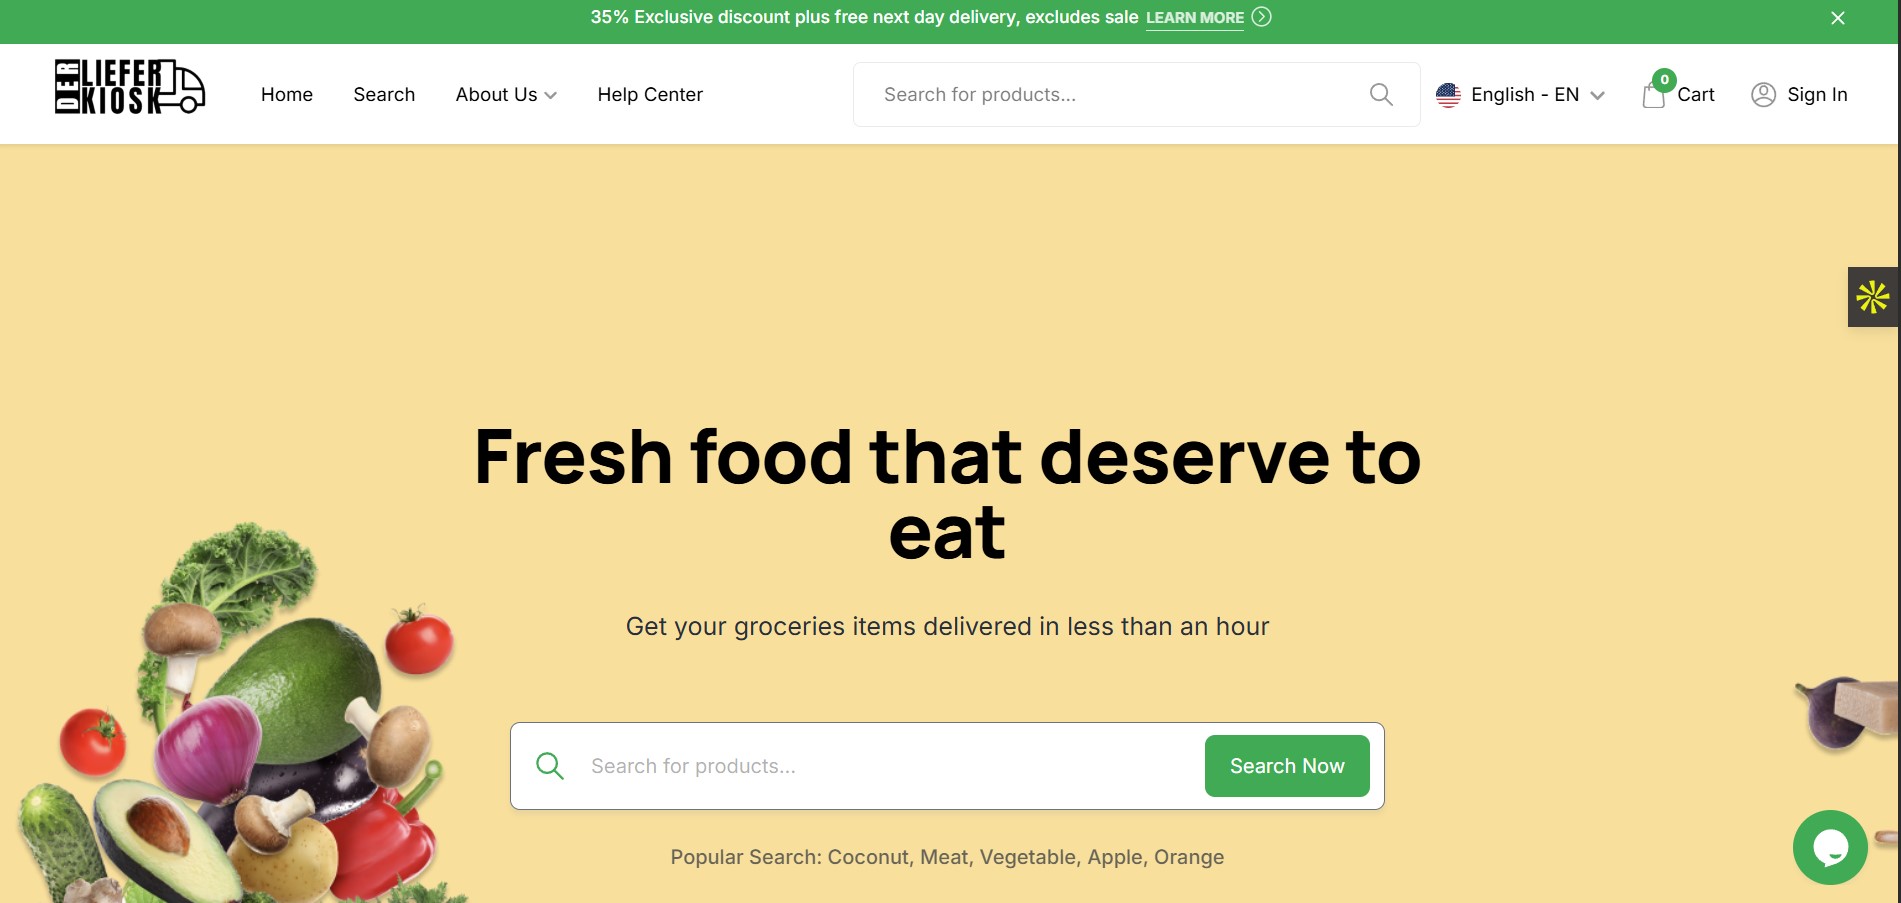 35% Exclusive discount plus free next day delivery, excludes sale LEARN MORE
DER LIEFER KIOSK
Home Search About Us Help Center
Search for products...
English - EN
0
Cart
Sign In
Fresh food that deserve to
eat
Get your groceries items delivered in less than an hour
Search for products...
Search Now
Popular Search: Coconut, Meat, Vegetable, Apple, Orange